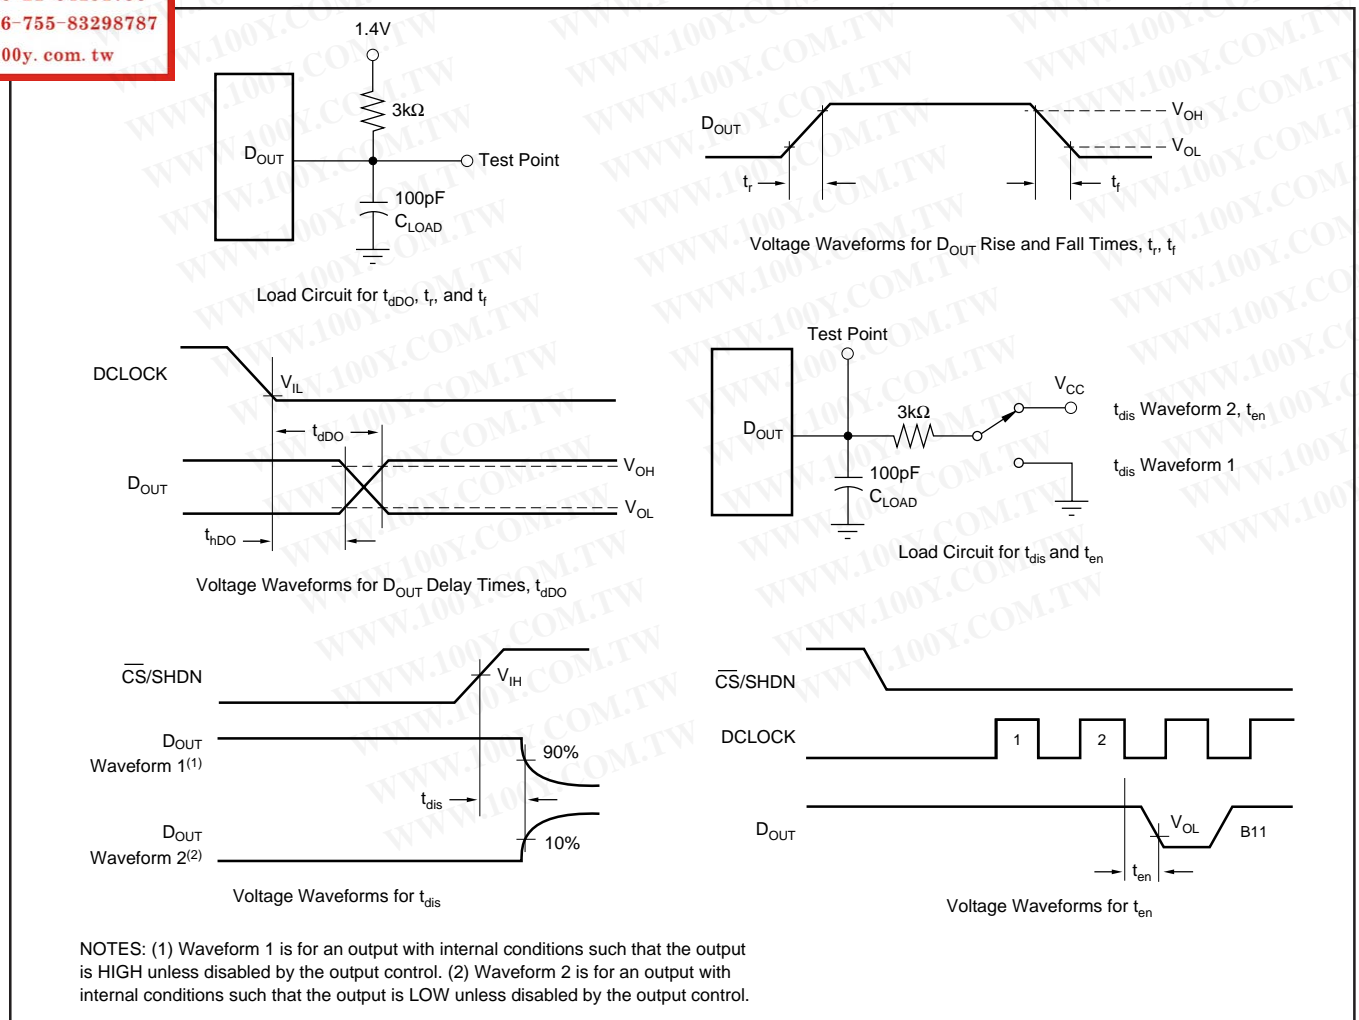 6-755-83298787
00y. com. tw
1.4V
3kΩ
DOUT
Test Point
100pF
CLOAD
Load Circuit for tdDO, tr, and tf
DOUT
VOH
VOL
tr
tf
Voltage Waveforms for DOUT Rise and Fall Times, tr, tf
DCLOCK
VIL
tdDO
DOUT
VOH
VOL
thDO
Voltage Waveforms for DOUT Delay Times, tdDO
Test Point
VCC
3kΩ
tdis Waveform 2, ten
DOUT
100pF
CLOAD
tdis Waveform 1
Load Circuit for tdis and ten
CS/SHDN
VIH
DOUT
Waveform 1(1)
90%
tdis
DOUT
Waveform 2(2)
10%
Voltage Waveforms for tdis
CS/SHDN
DCLOCK
1
2
DOUT
VOL
B11
ten
Voltage Waveforms for ten
NOTES: (1) Waveform 1 is for an output with internal conditions such that the output
is HIGH unless disabled by the output control. (2) Waveform 2 is for an output with
internal conditions such that the output is LOW unless disabled by the output control.
WWW.100Y.COM.TW